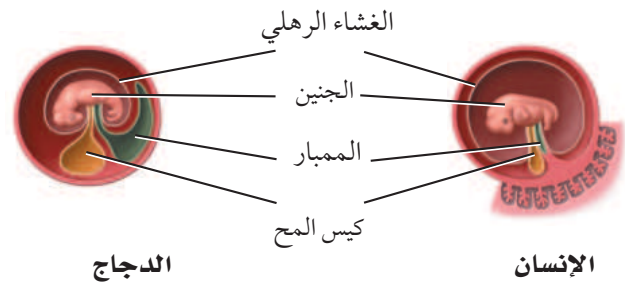 الغشاء الرهلي
الجنين
الممبار
كيس المح
الإنسان
الدجاج